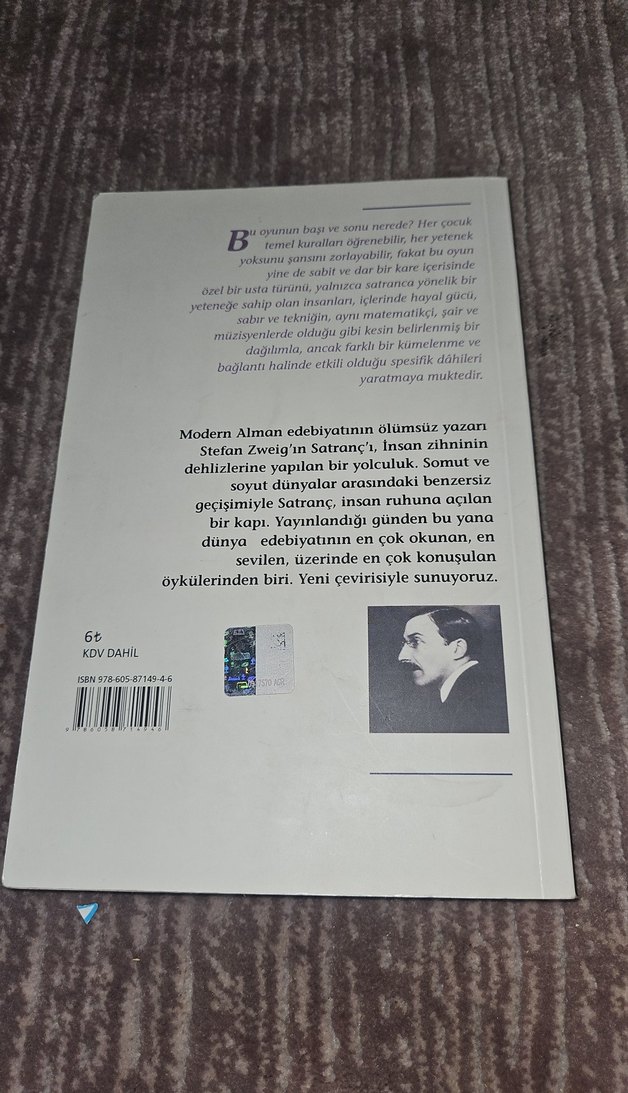 Bu oyunun başı ve sonu nerede? Her çocuk
temel kuralları öğrenebilir, her yetenek
yoksunu şansını zorlayabilir, fakat bu oyun
yine de sabit ve dar bir kare içerisinde
özel bir usta türünü, yalnızca satranca yönelik bir
yeteneğe sahip olan insanları, içlerinde hayal gücü,
sabır ve tekniğin, aynı matematikçi, şair ve
müzisyenlerde olduğu gibi kesin belirlenmiş bir
dağılımla, ancak farklı bir kümelenme ve
bağlantı halinde etkili olduğu spesifik dâhileri
yaratmaya muktedir.
Modern Alman edebiyatının ölümsüz yazarı
Stefan Zweig'ın Satranç'ı, İnsan zihninin
dehlizlerine yapılan bir yolculuk. Somut ve
soyut dünyalar arasındaki benzersiz
geçişimiyle Satranç, insan ruhuna açılan
bir kapı. Yayınlandığı günden bu yana
dünya edebiyatının en çok okunan, en
sevilen, üzerinde en çok konuşulan
öykülerinden biri. Yeni çevirisiyle sunuyoruz.
6₺
KDV DAHİL
ISBN 978-605-87149-4-6
9 786058 714946